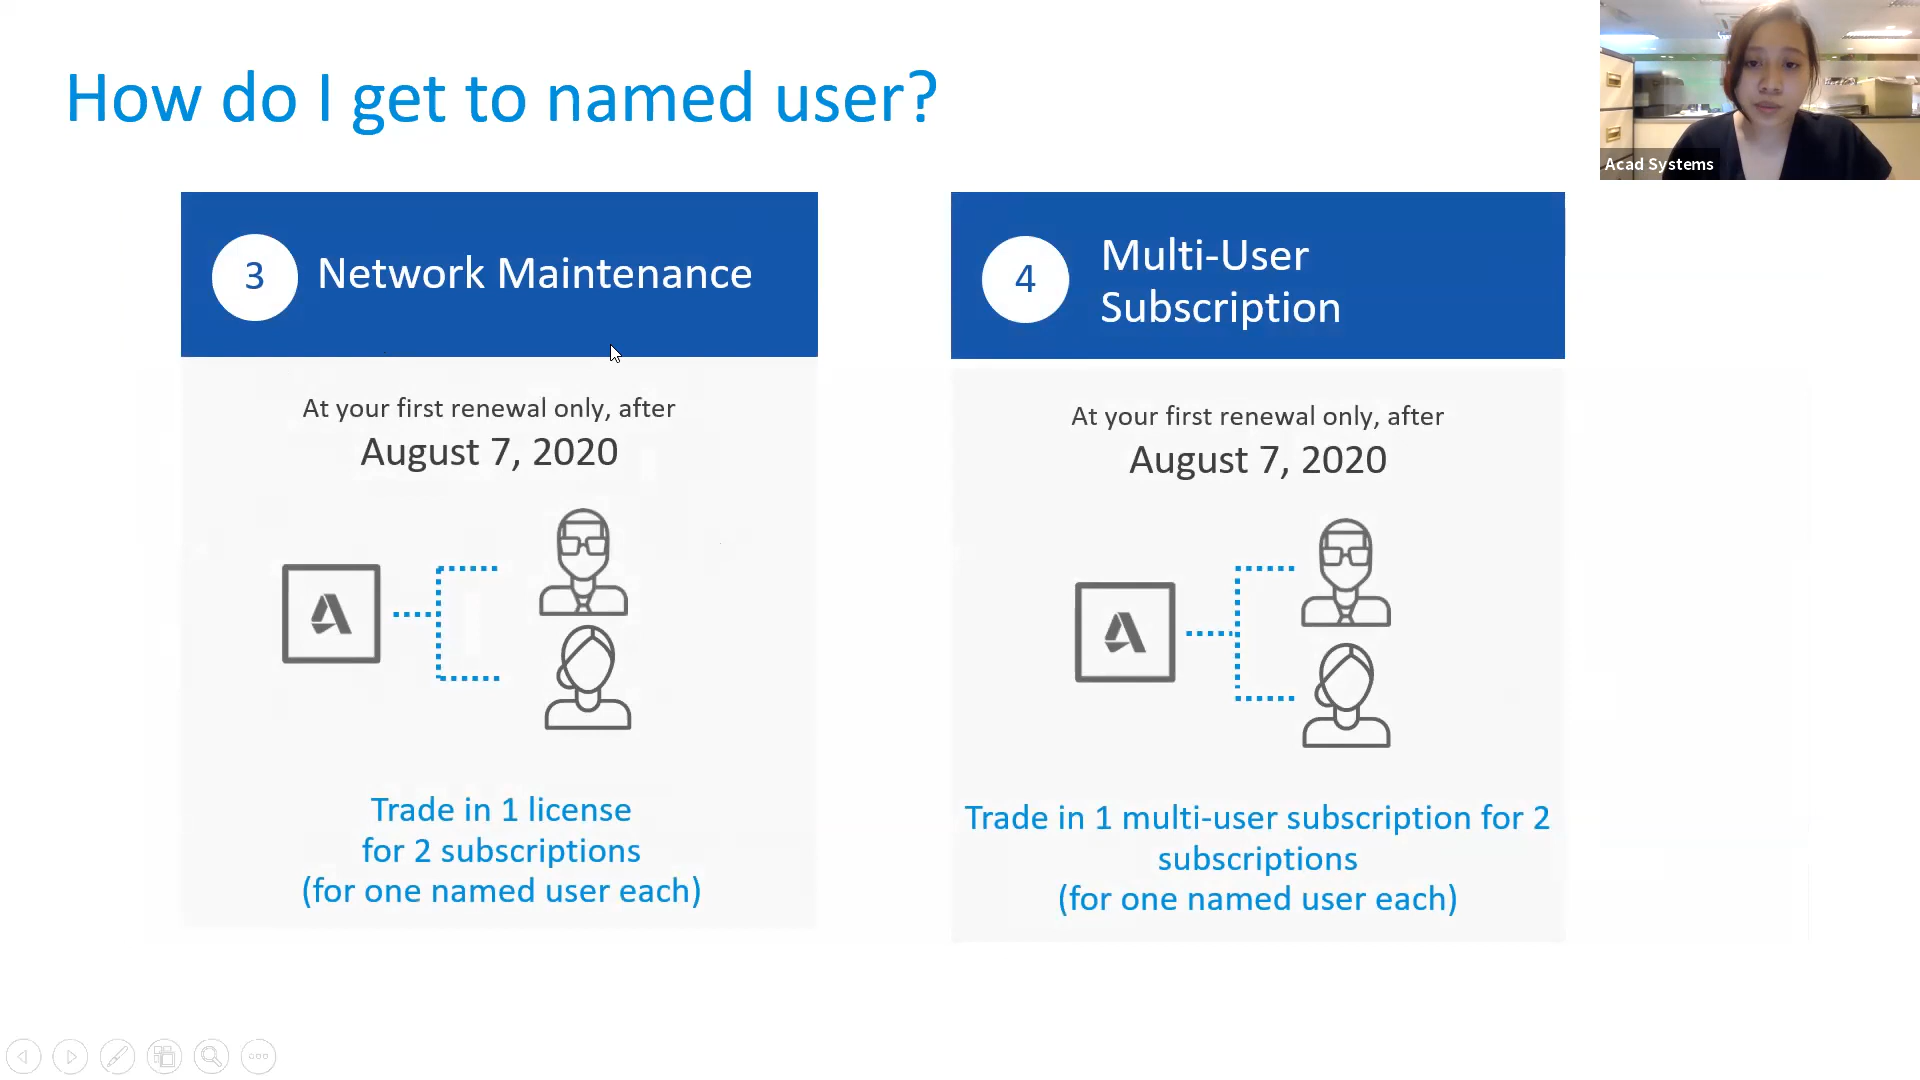 How do I get to named user?
Acad Systems
3
Network Maintenance
At your first renewal only, after
August 7, 2020
Trade in 1 license
for 2 subscriptions
(for one named user each)
4
Multi-User
Subscription
At your first renewal only, after
August 7, 2020
Trade in 1 multi-user subscription for 2
subscriptions
(for one named user each)